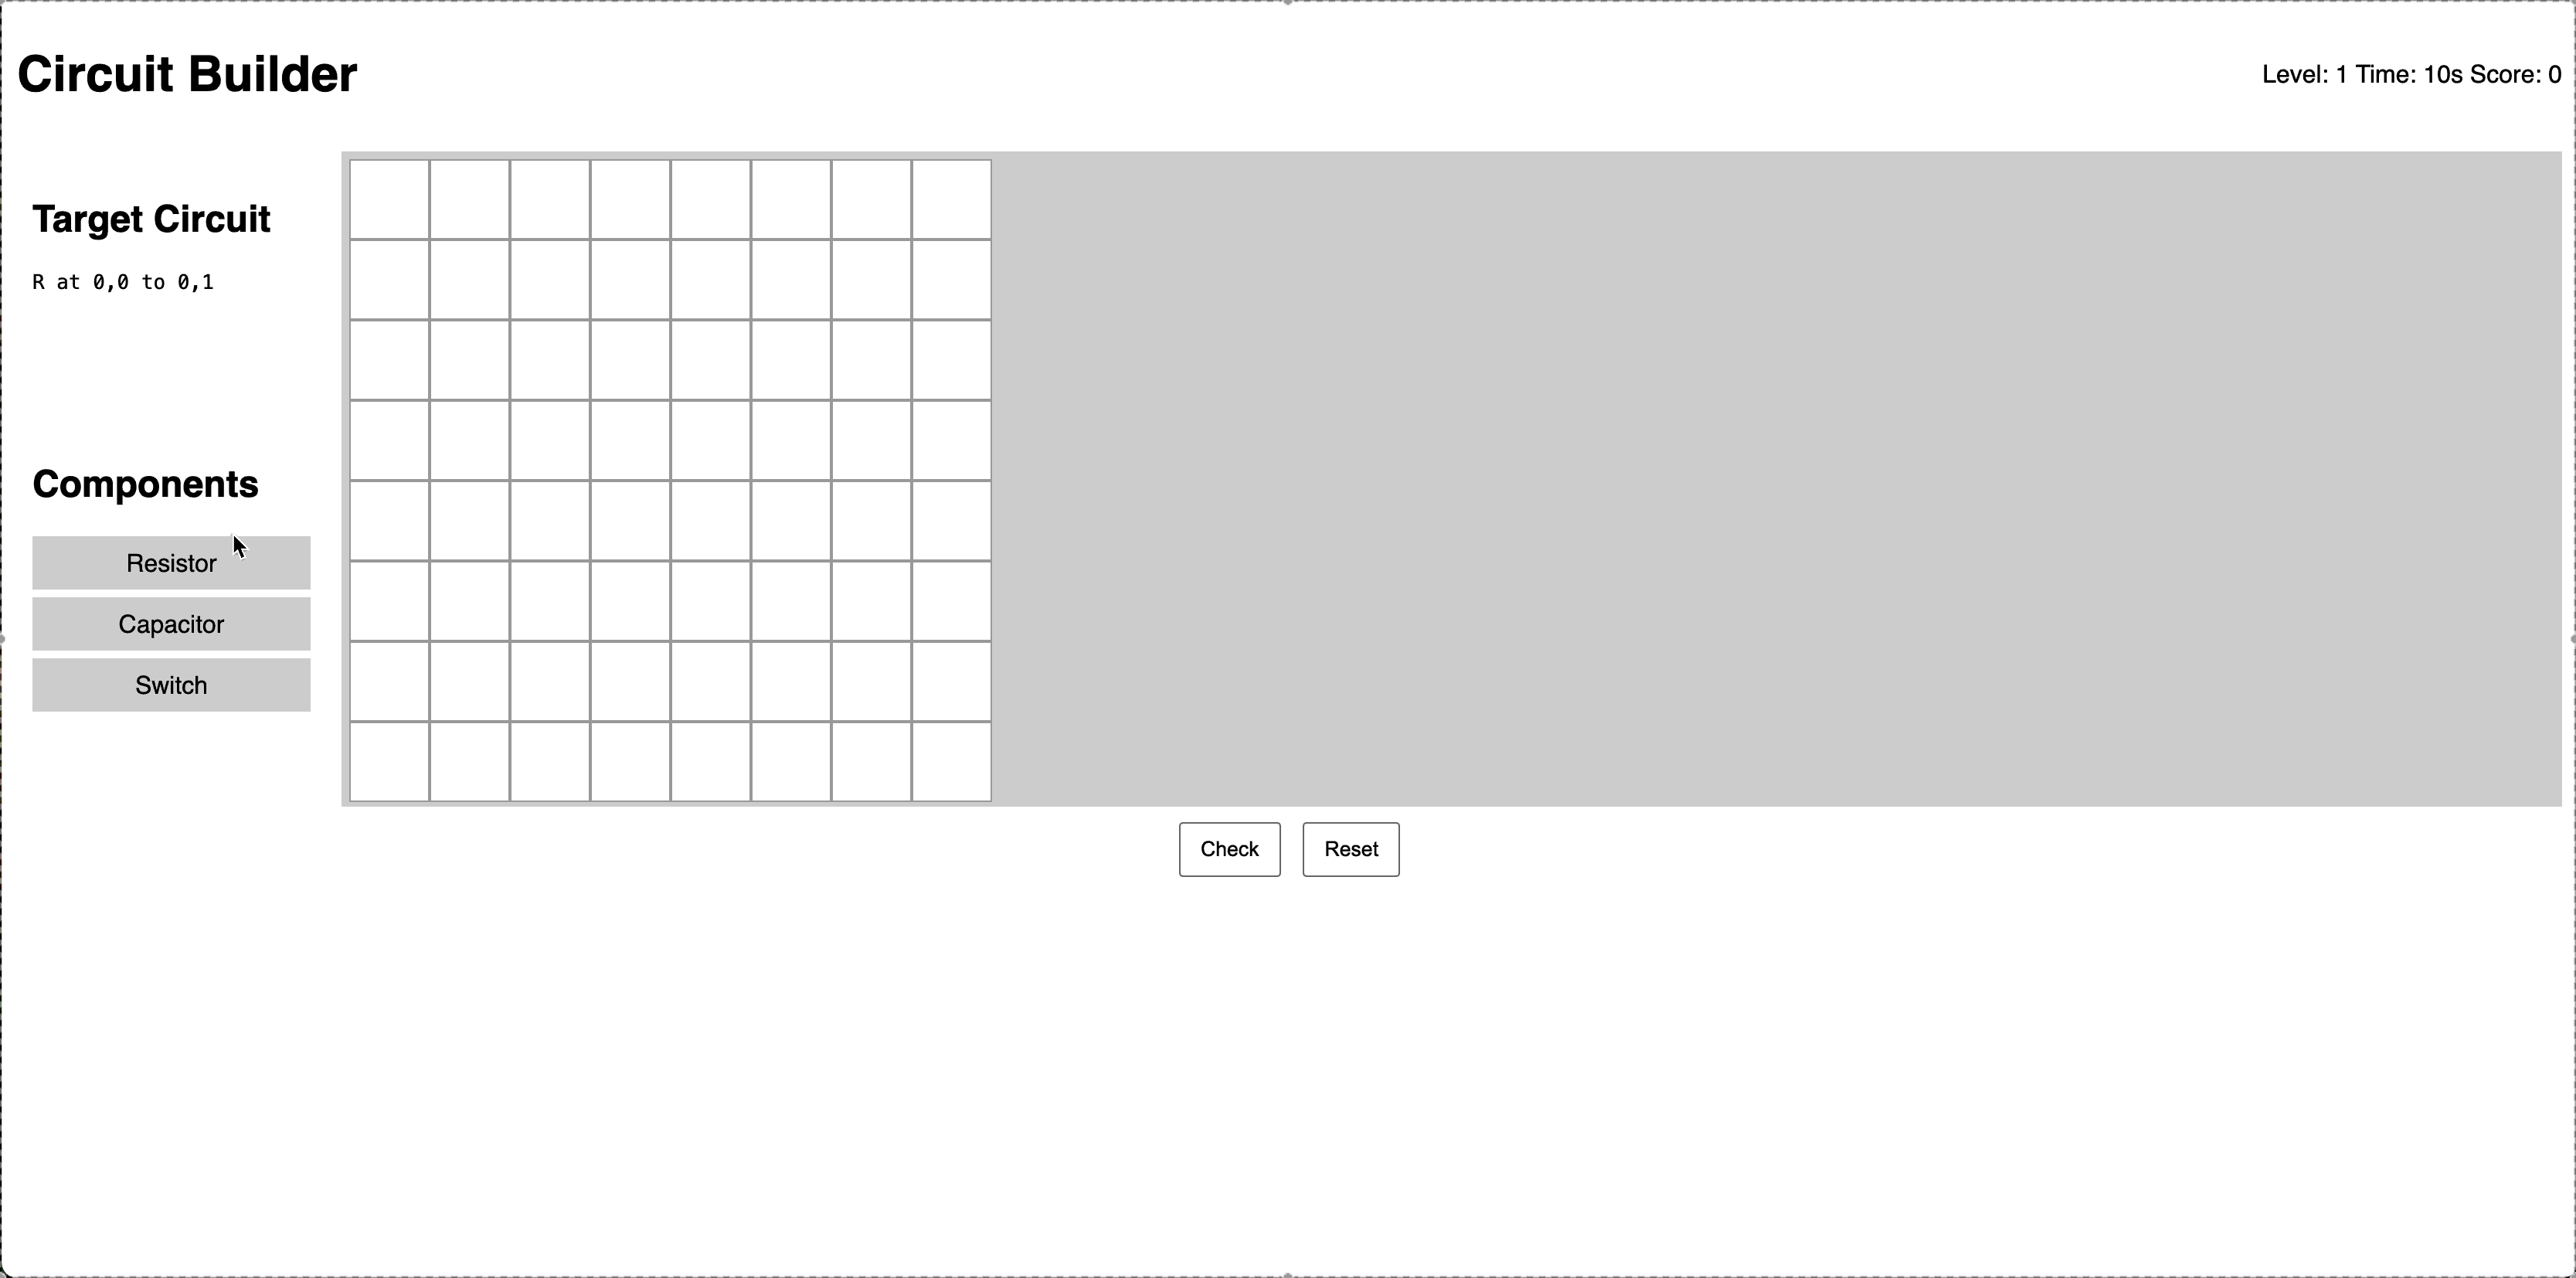 Circuit Builder
Level: 1 Time: 10s Score: 0
Target Circuit
R at 0,0 to 0,1
Components
Resistor
Capacitor
Switch
Check
Reset